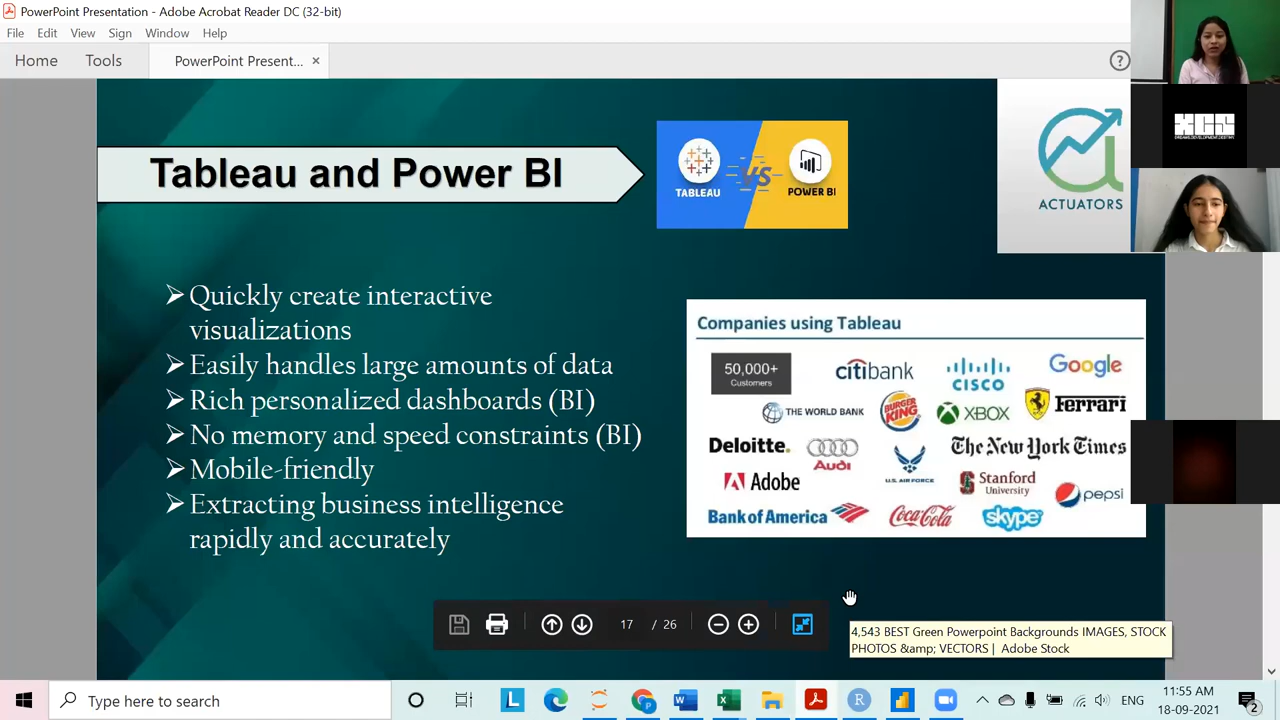 PowerPoint Presentation - Adobe Acrobat Reader DC (32-bit)
File Edit View Sign Window Help
Home Tools PowerPoint Present... ×
?
Tableau and Power BI
TABLEAU VS POWER BI
ACTUATORS
XCS
➢Quickly create interactive
visualizations
➢Easily handles large amounts of data
➢Rich personalized dashboards (BI)
➢No memory and speed constraints (BI)
➢Mobile-friendly
➢Extracting business intelligence
rapidly and accurately
Companies using Tableau
50,000+
Customers
citibank
CISCO
Google
THE WORLD BANK
BURGER KING
XBOX
Ferrari
Deloitte.
Audi
U.S. AIR FORCE
The New York Times
Adobe
Stanford
University
pepsi
Bank of America
Coca-Cola
skype
17 / 26
4,543 BEST Green Powerpoint Backgrounds IMAGES, STOCK
PHOTOS &amp; VECTORS | Adobe Stock
Type here to search
ENG
11:55 AM
18-09-2021
2